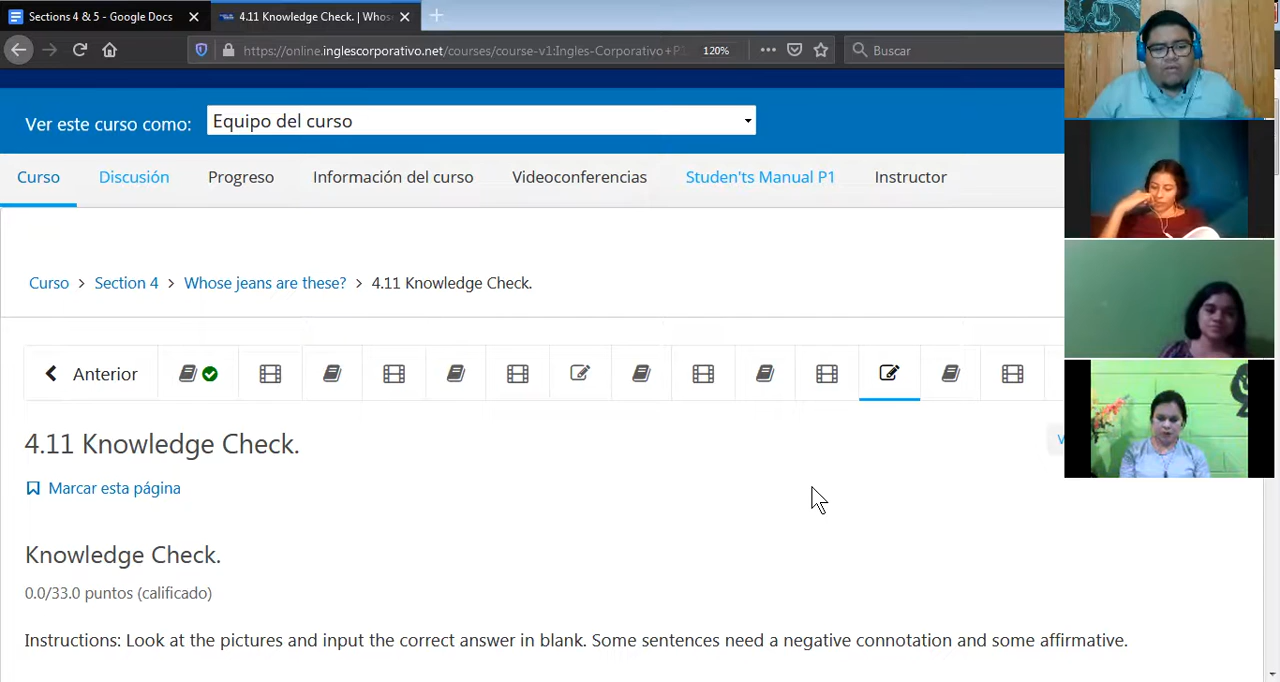 Sections 4 & 5 - Google Docs
4.11 Knowledge Check. | Whos
https://online.inglescorporativo.net/courses/course-v1:Ingles-Corporativo+P
120%
Buscar
Ver este curso como:
Equipo del curso
Curso
Discusión
Progreso
Información del curso
Videoconferencias
Studen'ts Manual P1
Instructor
Curso > Section 4 > Whose jeans are these? > 4.11 Knowledge Check.
Anterior
4.11 Knowledge Check.
V
Marcar esta página
Knowledge Check.
0.0/33.0 puntos (calificado)
Instructions: Look at the pictures and input the correct answer in blank. Some sentences need a negative connotation and some affirmative.